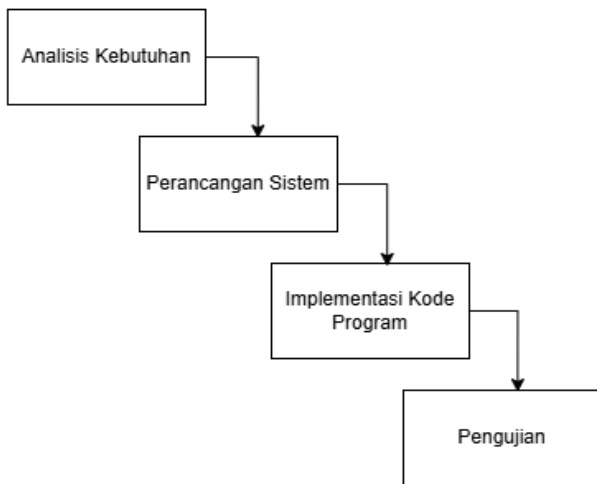 Analisis Kebutuhan
Perancangan Sistem
Implementasi Kode
Program
Pengujian